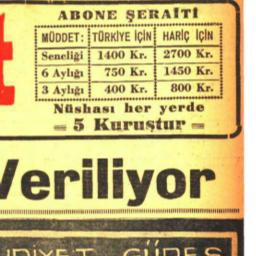 ABONE ŞERAİTİ
MÜDDET: TÜRKİYE İÇİN HARİÇ İÇİN
Seneliği 1400 Kr. 2700 Kr.
6 Aylığı 750 Kr. 1450 Kr.
3 Aylığı 400 Kr. 800 Kr.
Nüshası her yerde
5 Kuruştur
Veriliyor